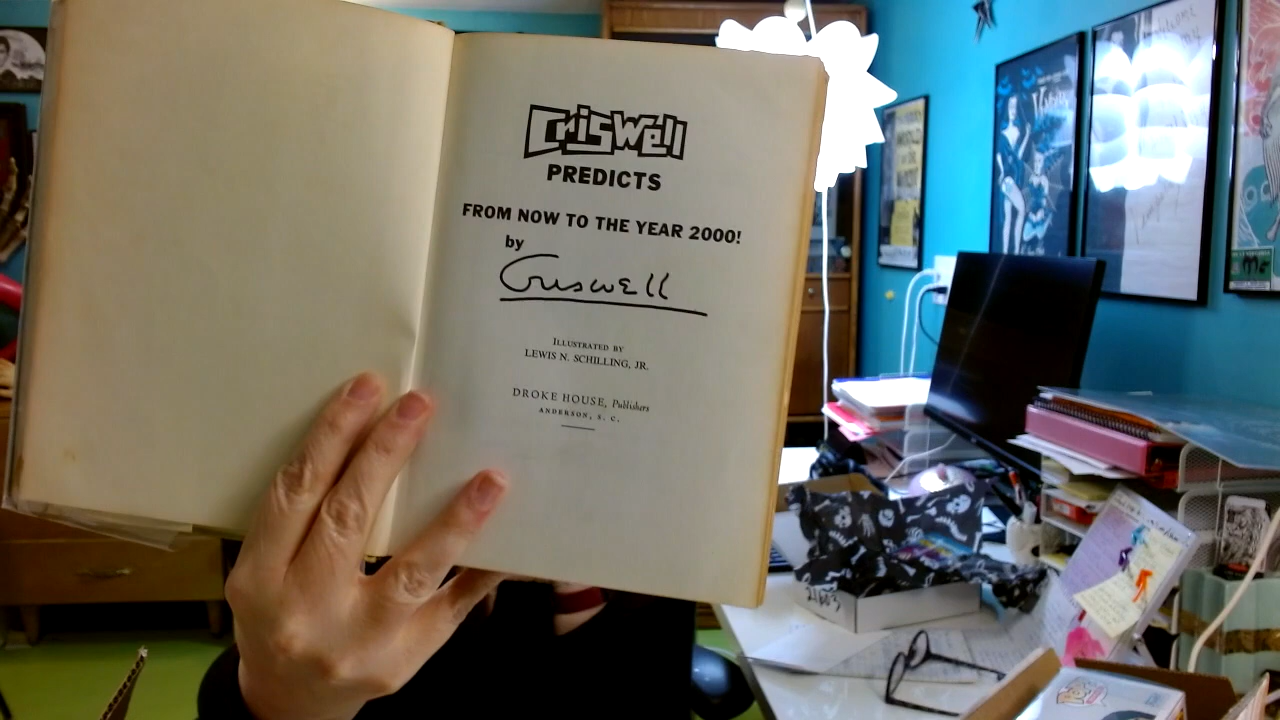 Criswell
PREDICTS
FROM NOW TO THE YEAR 2000!
by
Criswell
ILLUSTRATED BY
LEWIS N. SCHILLING, JR.
DROKE HOUSE, Publishers
ANDERSON, S. C.